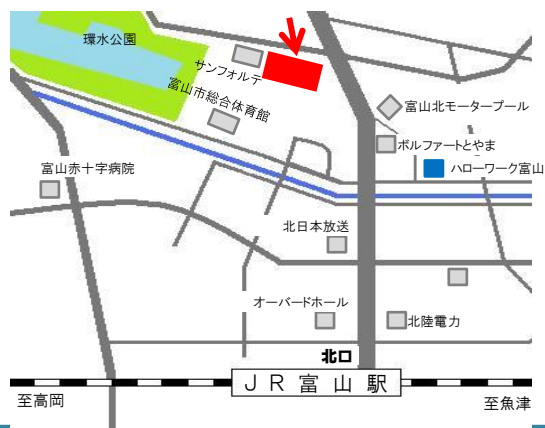 環水公園
サンフォルテ
富山市総合体育館
富山北モータープール
ボルファートとやま
ハローワーク富山
富山赤十字病院
北日本放送
オーバードホール
北陸電力
北口
JR富山駅
至高岡
至魚津